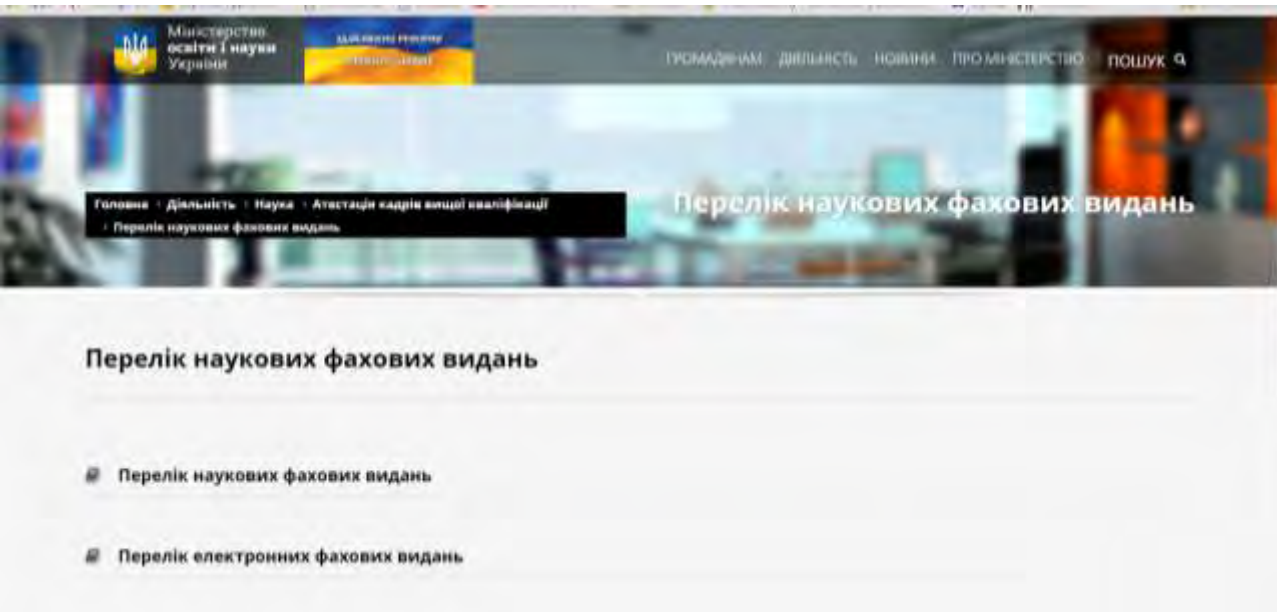 Міністерство
освіти і науки
України
ГРОМАДЯНАМ ДІЯЛЬНІСТЬ НОВИНИ ПРО МІНІСТЕРСТВО ПОШУК
Головна › Діяльність › Наука › Атестація кадрів вищої кваліфікації
› Перелік наукових фахових видань
Перелік наукових фахових видань
Перелік наукових фахових видань
Перелік наукових фахових видань
Перелік електронних фахових видань